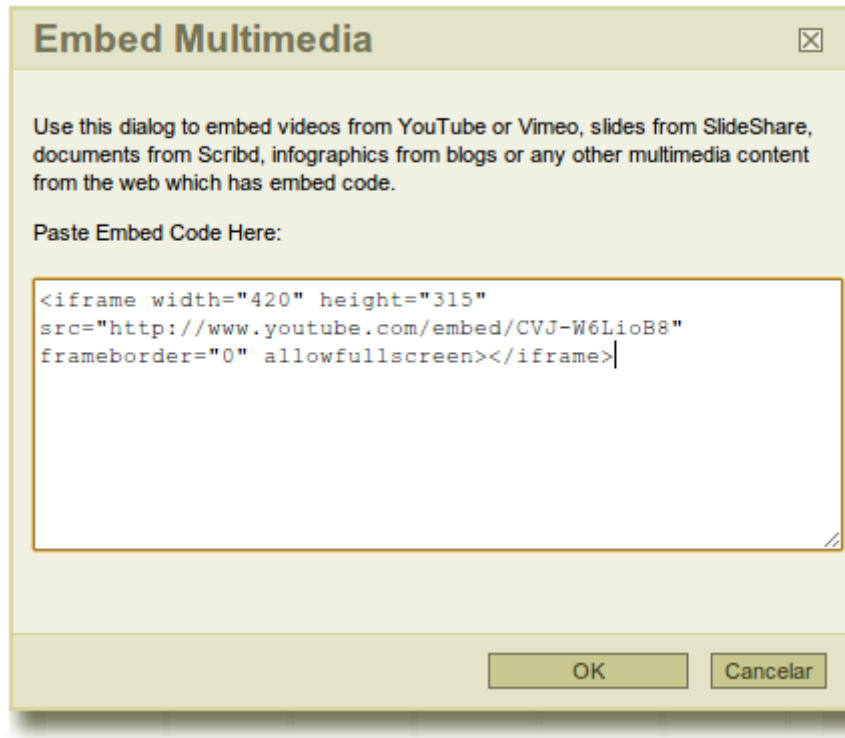 Embed Multimedia
Use this dialog to embed videos from YouTube or Vimeo, slides from SlideShare,
documents from Scribd, infographics from blogs or any other multimedia content
from the web which has embed code.
Paste Embed Code Here:
<iframe width="420" height="315"
src="http://www.youtube.com/embed/CVJ-W6LioB8"
frameborder="0" allowfullscreen></iframe>
OK Cancelar